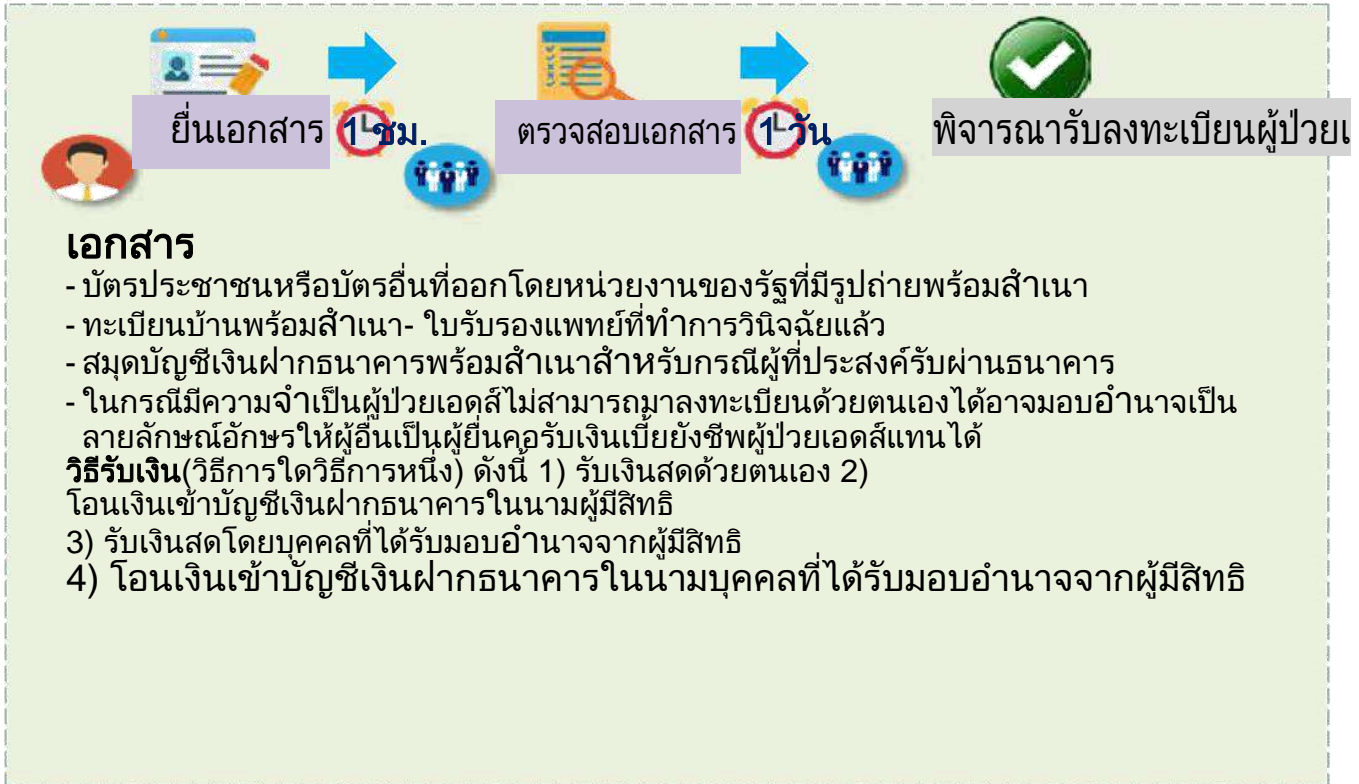 ยื่นเอกสาร 1 ชม. ตรวจสอบเอกสาร 1 วัน พิจารณารับลงทะเบียนผู้ป่วยเ
เอกสาร
- บัตรประชาชนหรือบัตรอื่นที่ออกโดยหน่วยงานของรัฐที่มีรูปถ่ายพร้อมสำเนา
- ทะเบียนบ้านพร้อมสำเนา- ใบรับรองแพทย์ที่ทำการวินิจฉัยแล้ว
- สมุดบัญชีเงินฝากธนาคารพร้อมสำเนาสำหรับกรณีผู้ที่ประสงค์รับผ่านธนาคาร
- ในกรณีมีความจำเป็นผู้ป่วยเอดส์ไม่สามารถมาลงทะเบียนด้วยตนเองได้อาจมอบอำนาจเป็น
ลายลักษณ์อักษรให้ผู้อื่นเป็นผู้ยื่นคอรับเงินเบี้ยยังชีพผู้ป่วยเอดส์แทนได้
วิธีรับเงิน(วิธีการใดวิธีการหนึ่ง) ดังนี้ 1) รับเงินสดด้วยตนเอง 2)
โอนเงินเข้าบัญชีเงินฝากธนาคารในนามผู้มีสิทธิ
3) รับเงินสดโดยบุคคลที่ได้รับมอบอำนาจจากผู้มีสิทธิ
4) โอนเงินเข้าบัญชีเงินฝากธนาคารในนามบุคคลที่ได้รับมอบอำนาจจากผู้มีสิทธิ